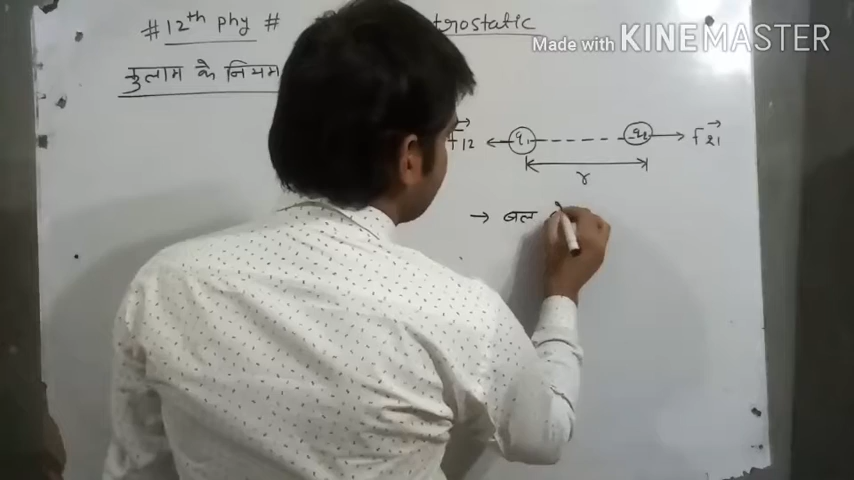 #12th phy #
trostatic
Made with KINEMASTER
कुलाम के नियम
F12 q1 q2 F21
r
→ बल